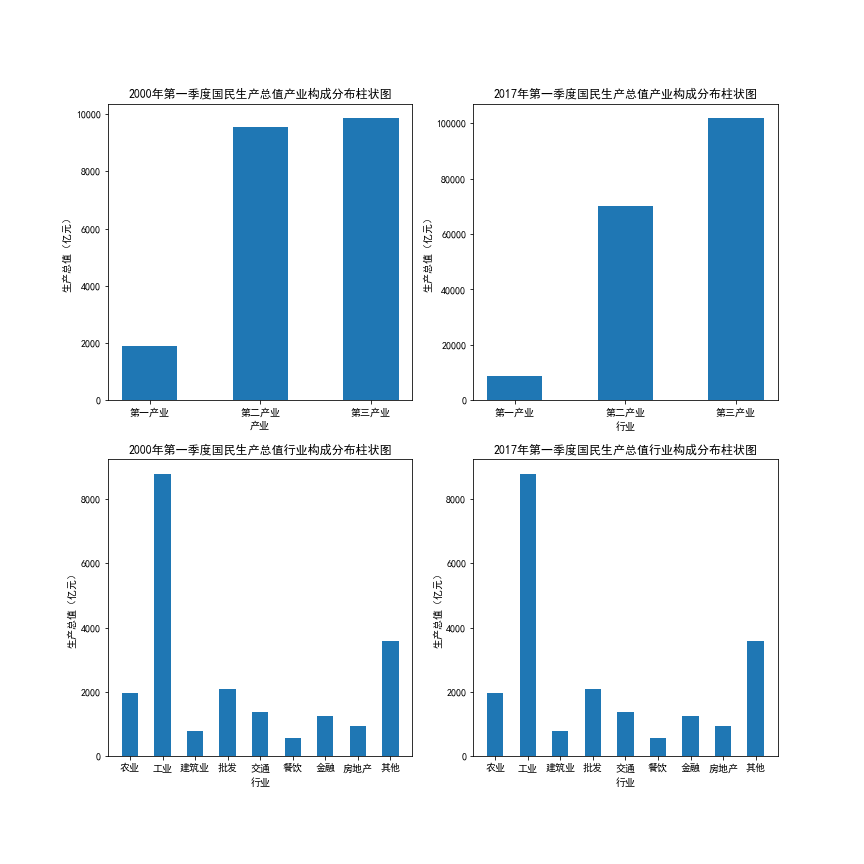 2000年第一季度国民生产总值产业构成分布柱状图
生产总值（亿元）
10000
8000
6000
4000
2000
0
第一产业 第二产业 第三产业
产业
2017年第一季度国民生产总值产业构成分布柱状图
生产总值（亿元）
100000
80000
60000
40000
20000
0
第一产业 第二产业 第三产业
行业
2000年第一季度国民生产总值行业构成分布柱状图
生产总值（亿元）
8000
6000
4000
2000
0
农业 工业 建筑业 批发 交通 餐饮 金融 房地产 其他
行业
2017年第一季度国民生产总值行业构成分布柱状图
生产总值（亿元）
8000
6000
4000
2000
0
农业 工业 建筑业 批发 交通 餐饮 金融 房地产 其他
行业